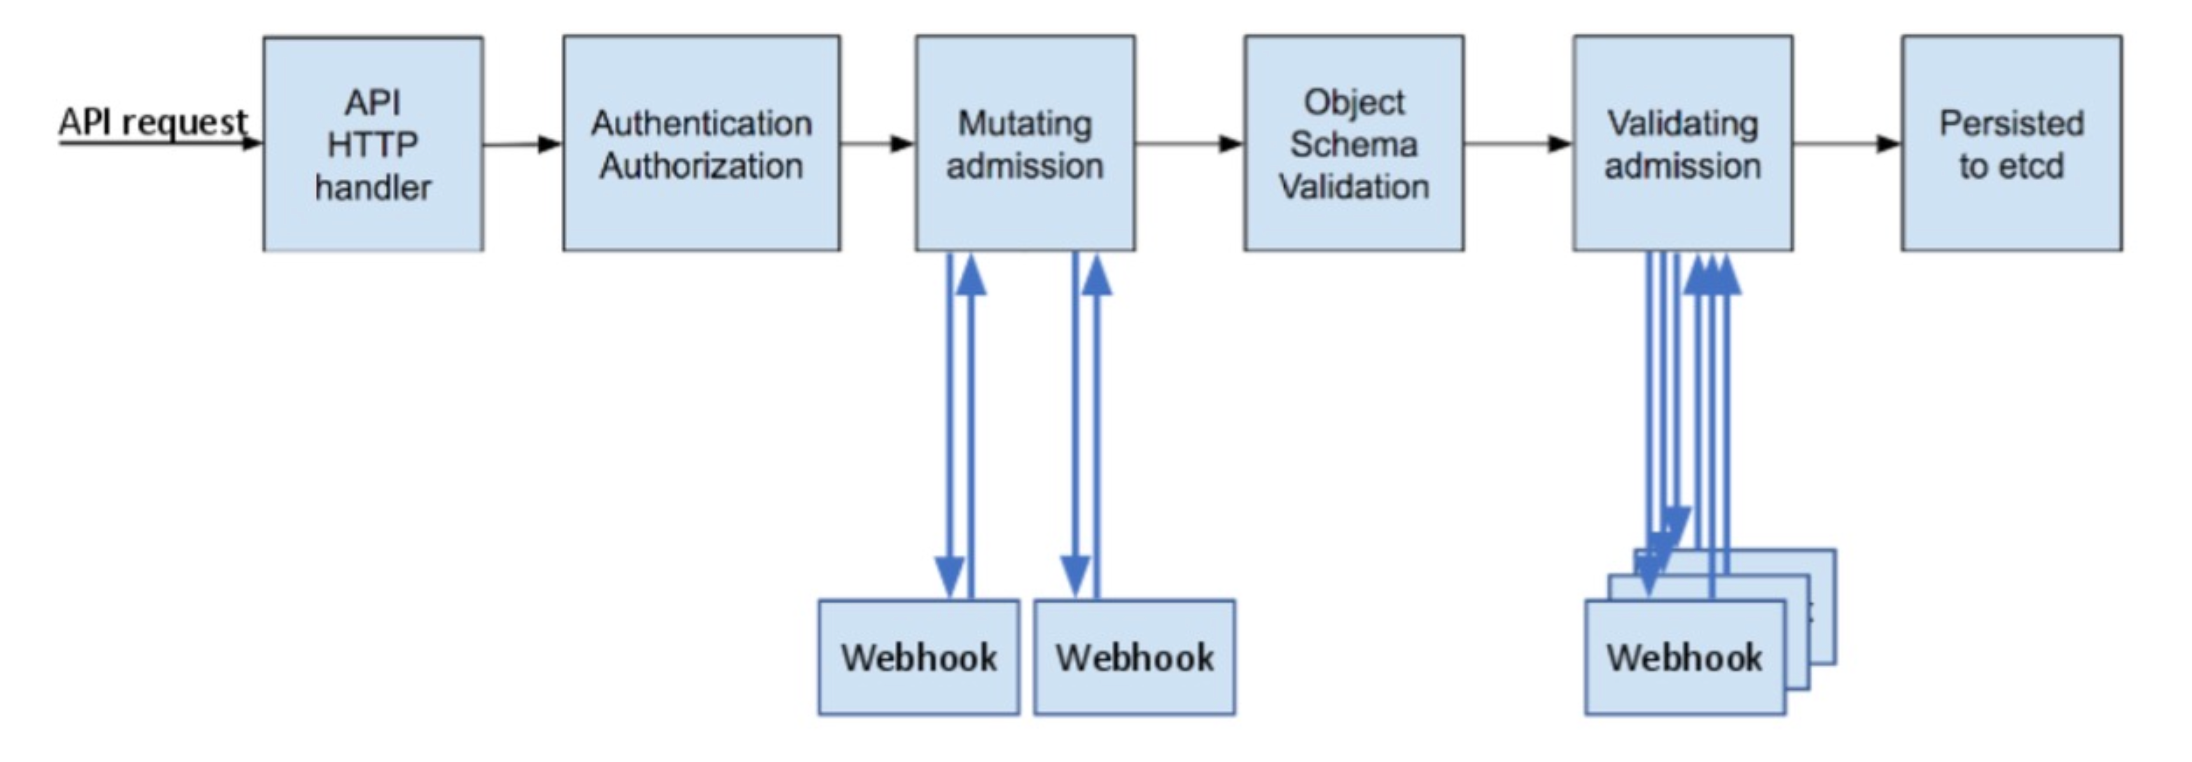 API request
API
HTTP
handler
Authentication
Authorization
Mutating
admission
Object
Schema
Validation
Validating
admission
Persisted
to etcd
Webhook
Webhook
Webhook